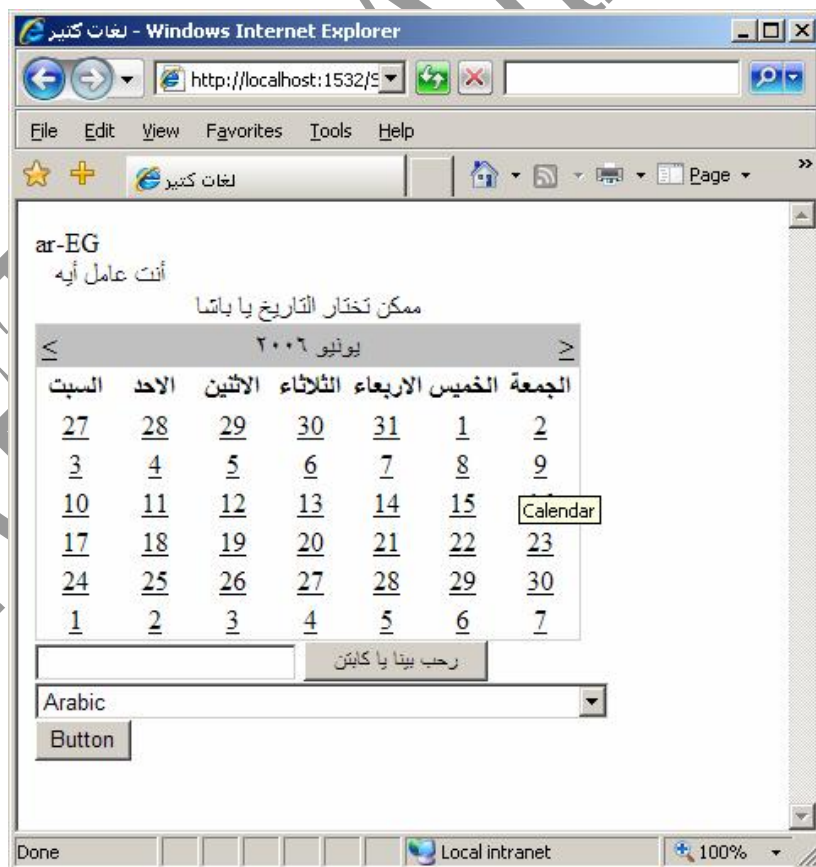 لغات كتير - Windows Internet Explorer
http://localhost:1532/S
File Edit View Favorites Tools Help
لغات كتير
Page
ar-EG
أنت عامل أيه
ممكن تختار التاريخ يا باشا
< يونيو ٢٠٠٦ >
السبت الاحد الاثنين الثلاثاء الاربعاء الخميس الجمعة
27 28 29 30 31 1 2
3 4 5 6 7 8 9
10 11 12 13 14 15
Calendar
17 18 19 20 21 22 23
24 25 26 27 28 29 30
1 2 3 4 5 6 7
رحب بينا يا كابتن
Arabic
Button
Done Local intranet 100%